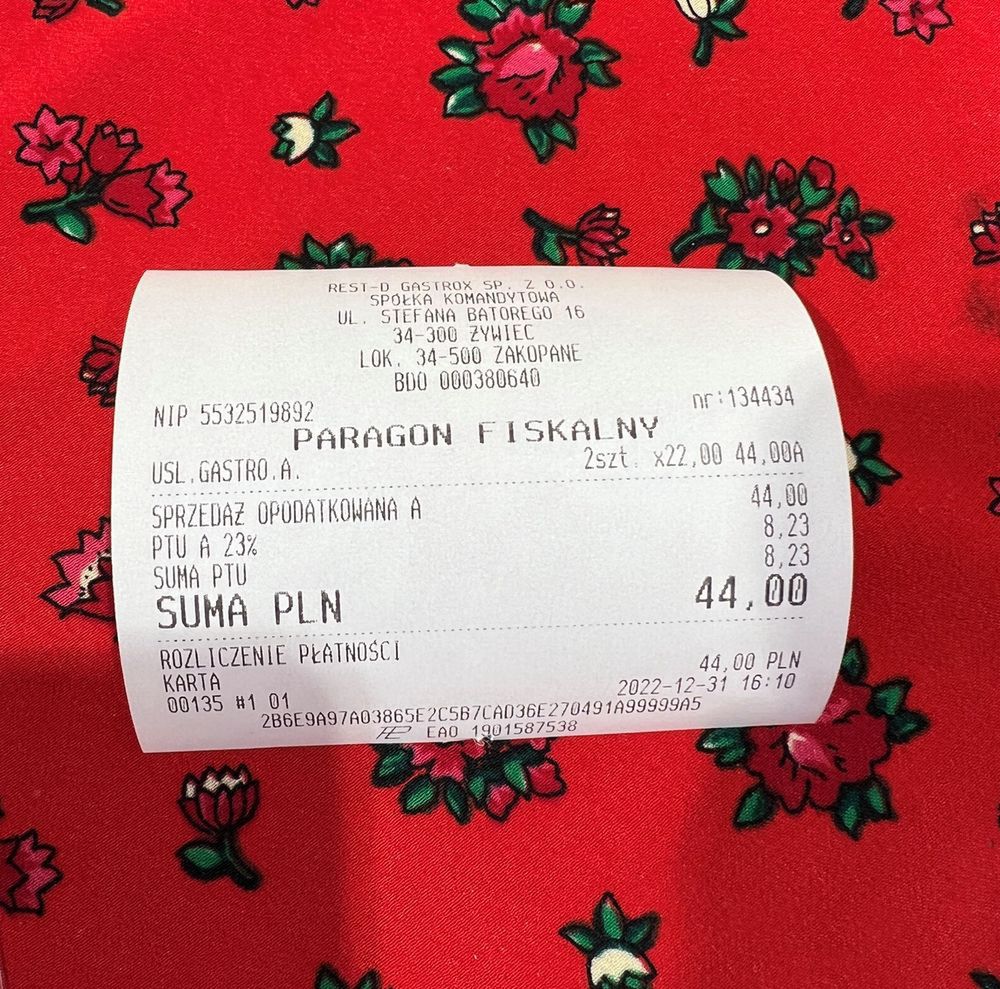 REST-D GASTROX SP. Z O.O.
SPÓŁKA KOMANDYTOWA
UL. STEFANA BATOREGO 16
34-300 ŻYWIEC
LOK. 34-500 ZAKOPANE
BDO 000380640
NIP 5532519892 nr:134434
PARAGON FISKALNY
USL.GASTRO.A. 2szt. x22,00 44,00A
SPRZEDAŻ OPODATKOWANA A 44,00
PTU A 23% 8,23
SUMA PTU 8,23
SUMA PLN 44,00
ROZLICZENIE PŁATNOŚCI
KARTA 44,00 PLN
00135 #1 01 2022-12-31 16:10
2B6E9A97A03865E2C5B7CAD36E270491A99999A5
EAO 1901587538